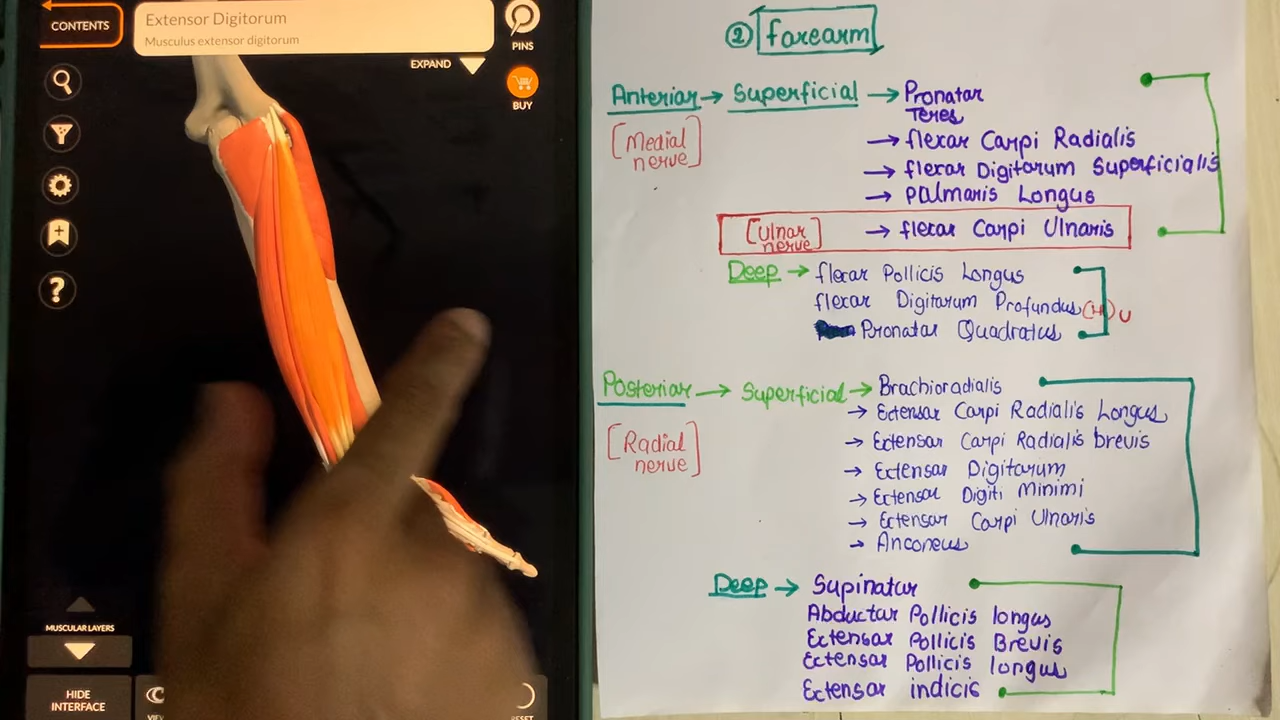 CONTENTS
Extensor Digitorum
Musculus extensor digitorum
EXPAND
PINS
BUY
?
MUSCULAR LAYERS
HIDE
INTERFACE
② Forearm
Anterior → Superficial → Pronator
Teres
[Medial
nerve]
→ flexor Carpi Radialis
→ flexor Digitorum Superficialis
→ Palmaris Longus
[Ulnar
nerve] → flexor Carpi Ulnaris
Deep → flexor Pollicis Longus
flexor Digitorum Profundus
Pronator Quadratus
Posterior → Superficial → Brachioradialis
→ Extensor Carpi Radialis Longus
[Radial
nerve]
→ Extensor Carpi Radialis brevis
→ Extensor Digitorum
→ Extensor Digiti Minimi
→ Extensor Carpi Ulnaris
→ Anconeus
Deep → Supinator
Abductor Pollicis longus
Extensor Pollicis Brevis
Extensor Pollicis longus
Extensor indicis